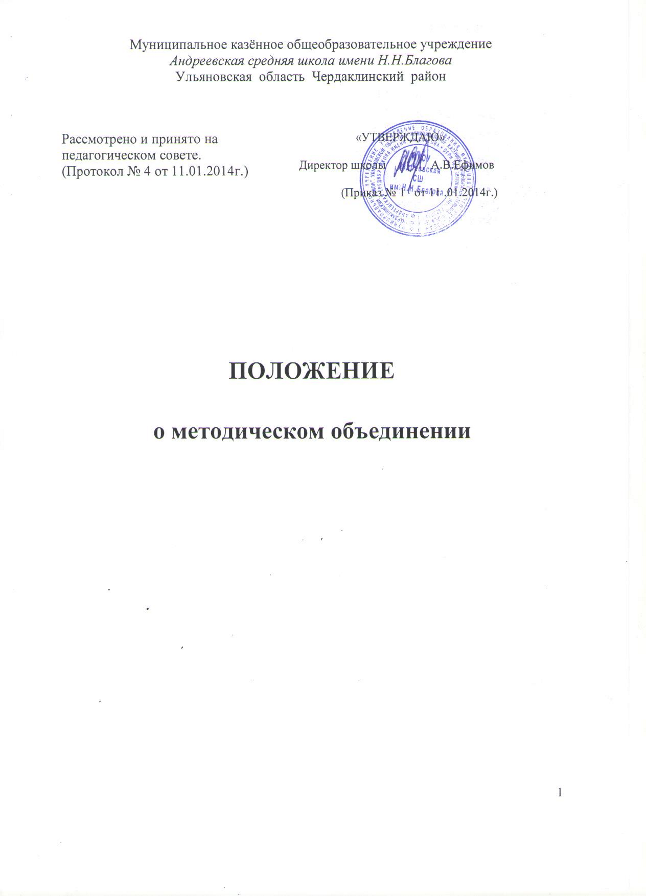 Муниципальное казённое общеобразовательное учреждение
Андреевская средняя школа имени Н.Н.Благова
Ульяновская область Чердаклинский район
Рассмотрено и принято на
педагогическом совете.
(Протокол № 4 от 11.01.2014г.)
«УТВЕРЖДАЮ»
Директор школы А.В.Ефимов
(Приказ № 1 от 11.01.2014г.)
СШ
ПОЛОЖЕНИЕ
о методическом объединении
1